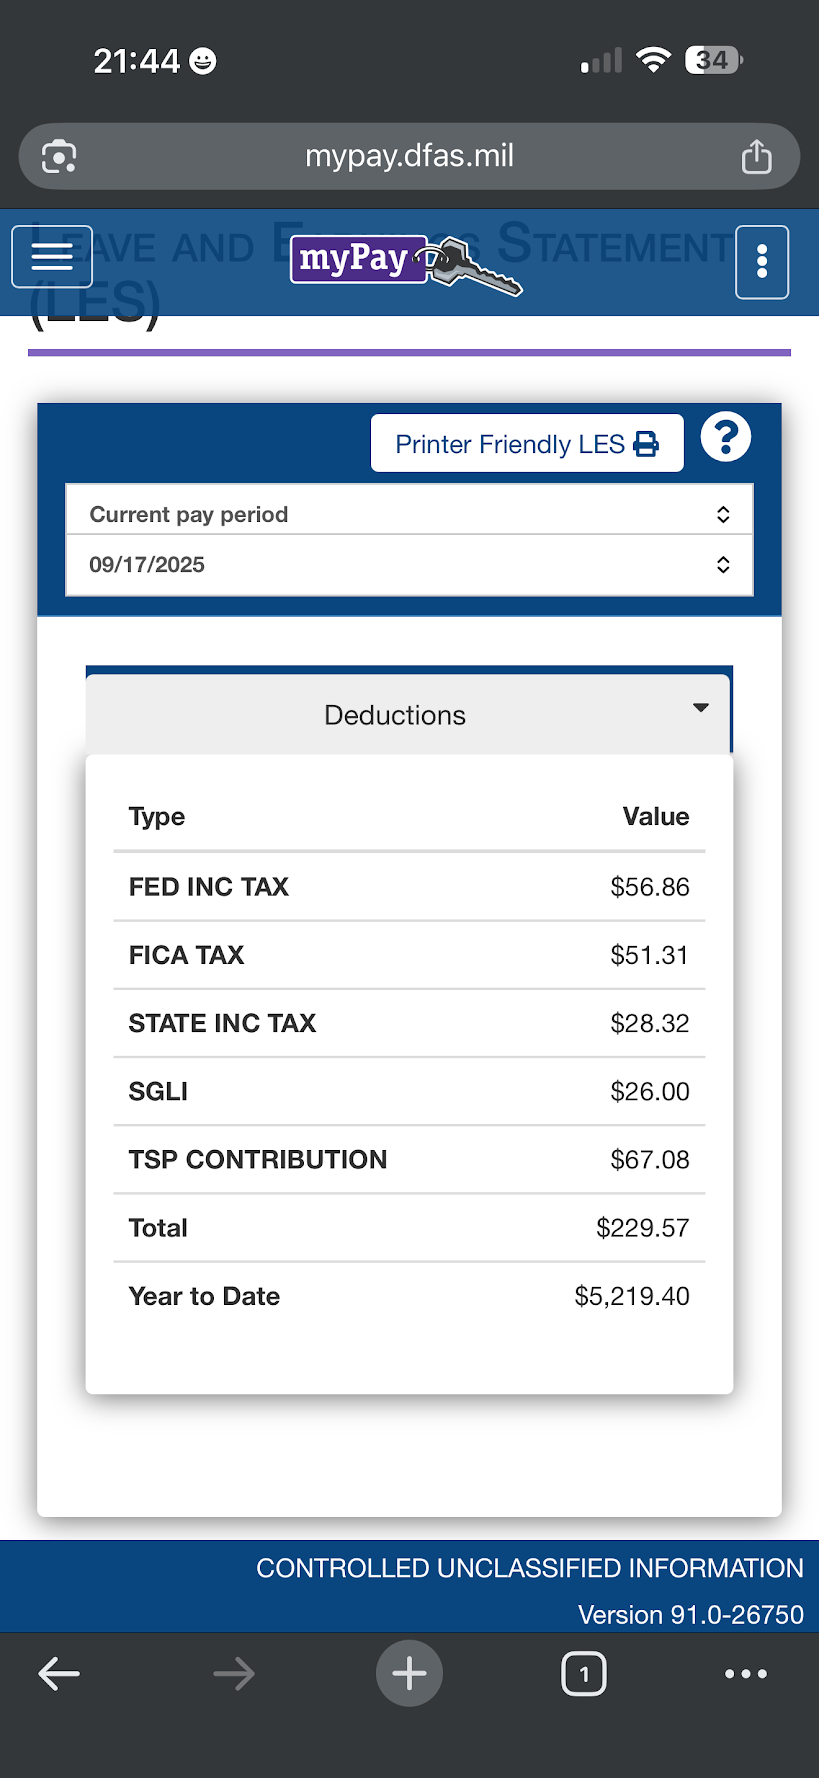 21:44
34
mypay.dfas.mil
LEAVE AND E S STATEMENT
(LES)
myPay
Printer Friendly LES
?
Current pay period
09/17/2025
Deductions
Type Value
FED INC TAX $56.86
FICA TAX $51.31
STATE INC TAX $28.32
SGLI $26.00
TSP CONTRIBUTION $67.08
Total $229.57
Year to Date $5,219.40
CONTROLLED UNCLASSIFIED INFORMATION
Version 91.0-26750
1